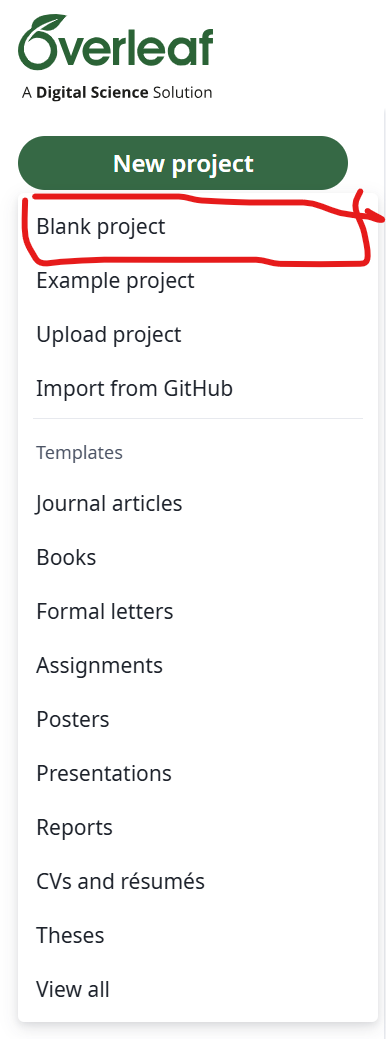 Overleaf
A Digital Science Solution
New project
Blank project
Example project
Upload project
Import from GitHub
Templates
Journal articles
Books
Formal letters
Assignments
Posters
Presentations
Reports
CVs and résumés
Theses
View all